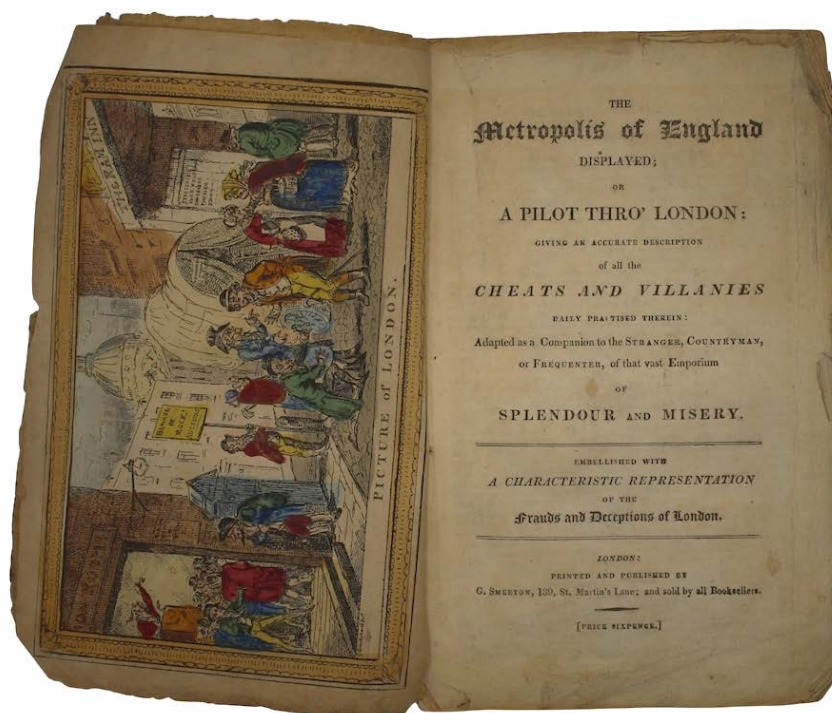 PICTURE of LONDON.
BEWARE
OF
THE
Metropolis of England
DISPLAYED;
OR
A PILOT THRO' LONDON;
GIVING AN ACCURATE DESCRIPTION
of all the
CHEATS AND VILLANIES
DAILY PRACTISED THEREIN:
Adapted as a Companion to the STRANGER, COUNTRYMAN,
or FREQUENTER, of that vast Emporium
OF
SPLENDOUR AND MISERY.
EMBELLISHED WITH
A CHARACTERISTIC REPRESENTATION
OF THE
Frauds and Deceptions of London.
LONDON:
PRINTED AND PUBLISHED BY
G. SMEETON, 139, St. Martin's Lane; and sold by all Booksellers.
[PRICE SIXPENCE.]